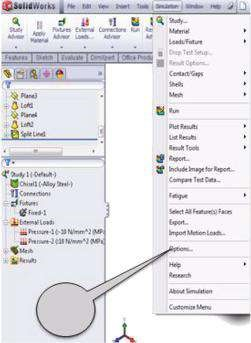 SolidWorks File Edit View Insert Tools Simulation Window Help
Study Advisor
Apply Material
Fixtures Advisor
External Loads...
Connections Advisor
Run
Features Sketch Evaluate DimXpert Office Produ
Plane3
Loft1
Plane4
Loft2
Split Line1
Study 1 (-Default-)
Chisel1 (-Alloy Steel-)
Connections
Fixtures
Fixed-1
External Loads
Pressure-1 (:-10 N/mm^2 (MPa
Pressure-2 (:10 N/mm^2 (MPa
Mesh
Results
Study...
Material
Loads/Fixture
Drop Test Setup...
Result Options...
Contact/Gaps
Shells
Mesh
Run
Plot Results
List Results
Result Tools
Report...
Include Image for Report...
Compare Test Data...
Fatigue
Select All Feature(s) Faces
Export...
Import Motion Loads...
Options...
Help
Research
About Simulation
Customize Menu